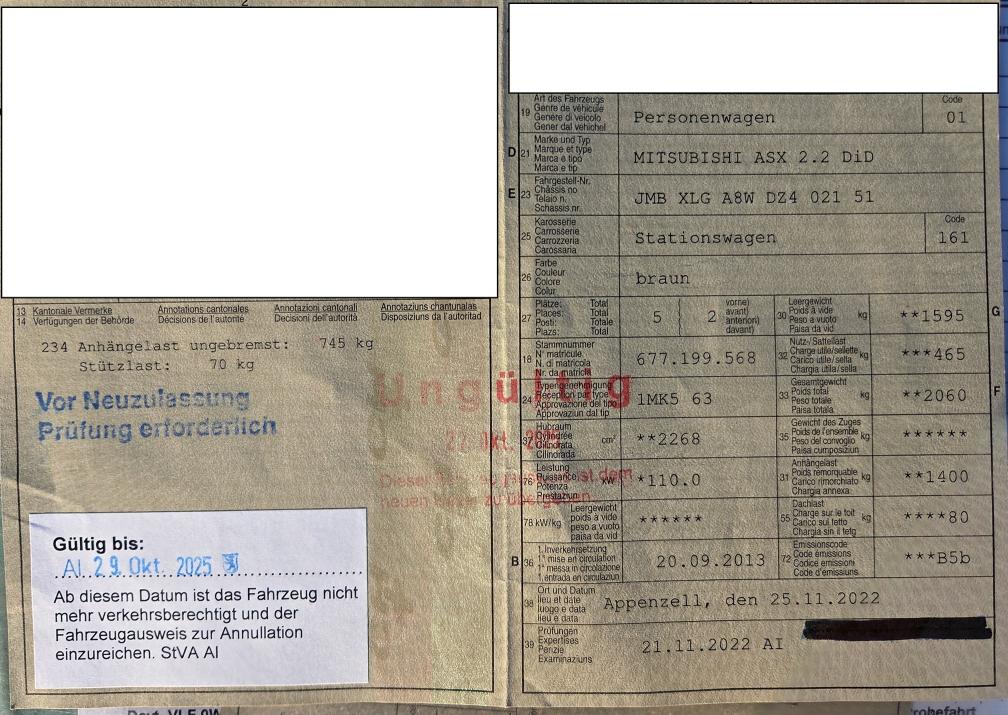 2
13 Kantonale Vermerke Annotations cantonales Annotazioni cantonali Annotaziuns chantunalas
14 Verfügungen der Behörde Décisions de l'autorité Decisioni dell'autorità Disposiziuns da l'autoritad
234 Anhängelast ungebremst: 745 kg
Stützlast: 70 kg
Vor Neuzulassung
Prüfung erforderlich
Gültig bis:
AI 29. Okt. 2025
Ab diesem Datum ist das Fahrzeug nicht
mehr verkehrsberechtigt und der
Fahrzeugausweis zur Annullation
einzureichen. StVA AI
Ungültig
Okt.
Dieser
ist dem
neuen
zu übergeben
Art des Fahrzeugs
Genre de véhicule
Genere di veicolo
Gener dal vehichel
19
Personenwagen
Code
01
D 21
Marke und Typ
Marque et type
Marca e tipo
Marca e tip
MITSUBISHI ASX 2.2 DiD
E 23
Fahrgestell-Nr.
Châssis no
Telaio n.
Schassis nr.
JMB XLG A8W DZ4 021 51
25
Karosserie
Carrosserie
Carrozzeria
Carossaria
Stationswagen
Code
161
26
Farbe
Couleur
Colore
Colur
braun
27
Plätze: Total
Places: Total
Posti: Totale
Plazs: Total
5 2
vorne)
avant)
anteriori)
davant)
30
Leergewicht
Poids à vide
Peso a vuoto
Paisa da vid
kg
**1595
G
18
Stammnummer
N° matricule
N. di matricola
Nr. da matricla
677.199.568
32
Nutz-/Sattellast
Charge utile/sellette
Carico utile/sella
Chargia utila/sella
kg
***465
24
Typengenehmigung
Réception par type
Approvazione del tipo
Approvaziun dal tip
1MK5 63
33
Gesamtgewicht
Poids total
Peso totale
Paisa totala
kg
**2060
F
37
Hubraum
Cylindrée
Cilindrata
Cilindrada
cm³
**2268
35
Gewicht des Zuges
Poids de l'ensemble
Peso del convoglio
Paisa cumposiziun
kg
******
76
Leistung
Puissance
Potenza
Prestaziun
kW
*110.0
31
Anhängelast
Poids remorquable
Carico rimorchiato
Chargia annexa
kg
**1400
78 kW/kg
Leergewicht
poids à vide
peso a vuoto
paisa da vid
******
55
Dachlast
Charge sur le toit
Carico sul tetto
Chargia sin il tetg
kg
****80
B 36
1. Inverkehrsetzung
1re mise en circulation
1a messa in circolazione
1. entrada en circulaziun
20.09.2013
72
Emissionscode
Code émissions
Codice emissioni
Code d'emissiuns
***B5b
38
Ort und Datum
lieu et date
luogo e data
lieu e data
Appenzell, den 25.11.2022
39
Prüfungen
Expertises
Perizie
Examinaziuns
21.11.2022 AI